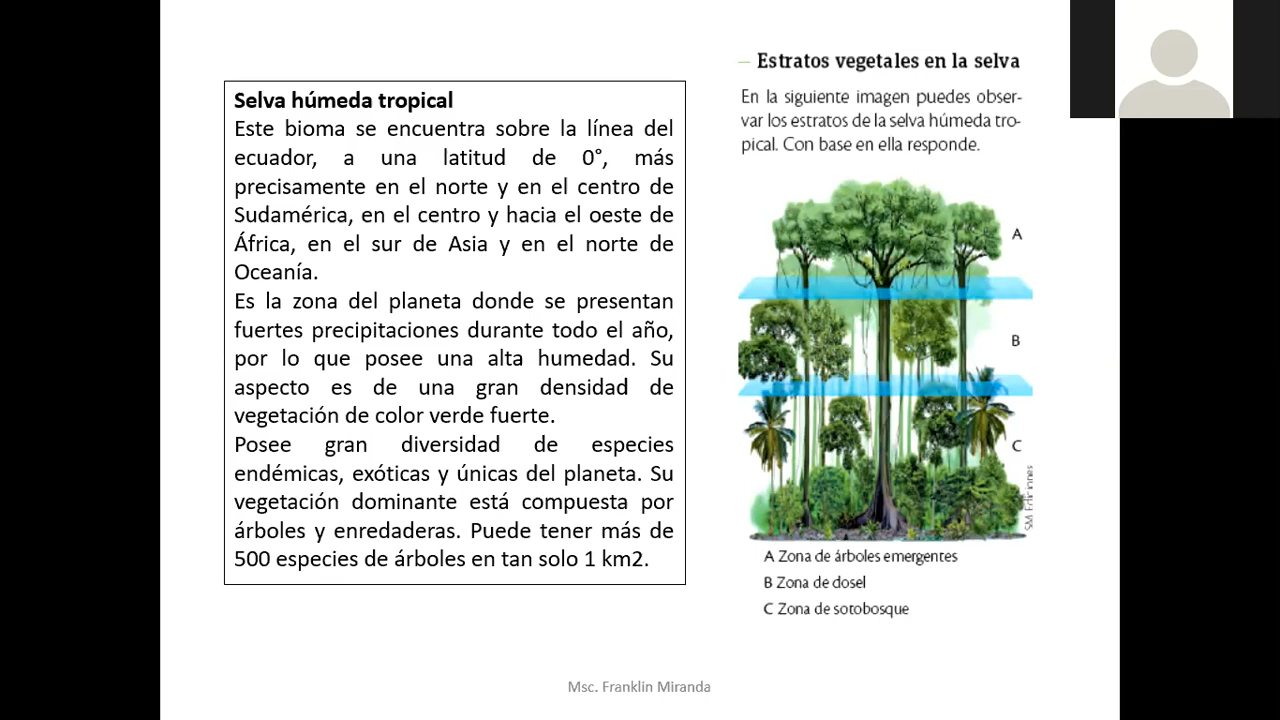 Selva húmeda tropical
Este bioma se encuentra sobre la línea del
ecuador, a una latitud de 0°, más
precisamente en el norte y en el centro de
Sudamérica, en el centro y hacia el oeste de
África, en el sur de Asia y en el norte de
Oceanía.
Es la zona del planeta donde se presentan
fuertes precipitaciones durante todo el año,
por lo que posee una alta humedad. Su
aspecto es de una gran densidad de
vegetación de color verde fuerte.
Posee gran diversidad de especies
endémicas, exóticas y únicas del planeta. Su
vegetación dominante está compuesta por
árboles y enredaderas. Puede tener más de
500 especies de árboles en tan solo 1 km2.
Estratos vegetales en la selva
En la siguiente imagen puedes obser-
var los estratos de la selva húmeda tro-
pical. Con base en ella responde.
A
B
C
SM Ediciones
A Zona de árboles emergentes
B Zona de dosel
C Zona de sotobosque
Msc. Franklin Miranda